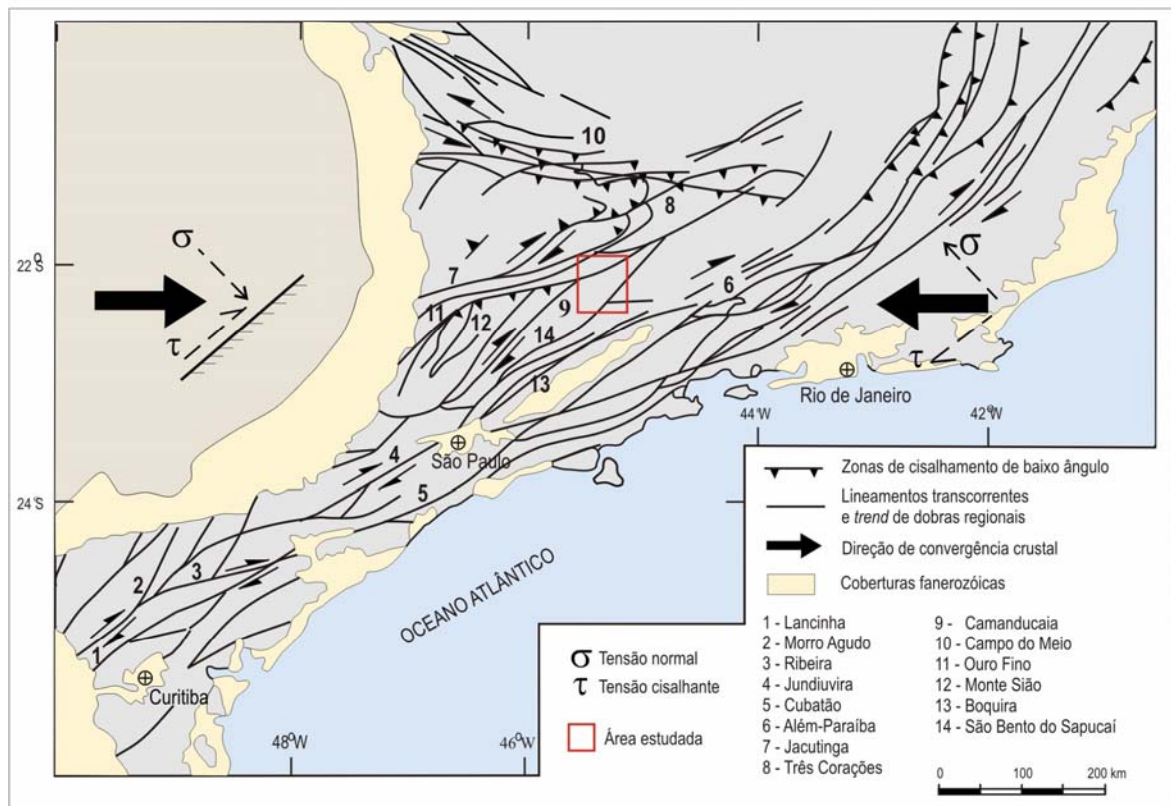 10
8
σ
22°S
7
σ
6
9
11
12
14
τ
τ
13
Rio de Janeiro
44°W
42°W
4
São Paulo
24°S
5
Zonas de cisalhamento de baixo ângulo
Lineamentos transcorrentes
e trend de dobras regionais
Direção de convergência crustal
Coberturas fanerozóicas
OCEANO ATLÂNTICO
2
3
1
Curitiba
48°W
46°W
σ Tensão normal
τ Tensão cisalhante
Área estudada
1 - Lancinha
2 - Morro Agudo
3 - Ribeira
4 - Jundiuvira
5 - Cubatão
6 - Além-Paraíba
7 - Jacutinga
8 - Três Corações
9 - Camanducaia
10 - Campo do Meio
11 - Ouro Fino
12 - Monte Sião
13 - Boquira
14 - São Bento do Sapucaí
0 100 200 km